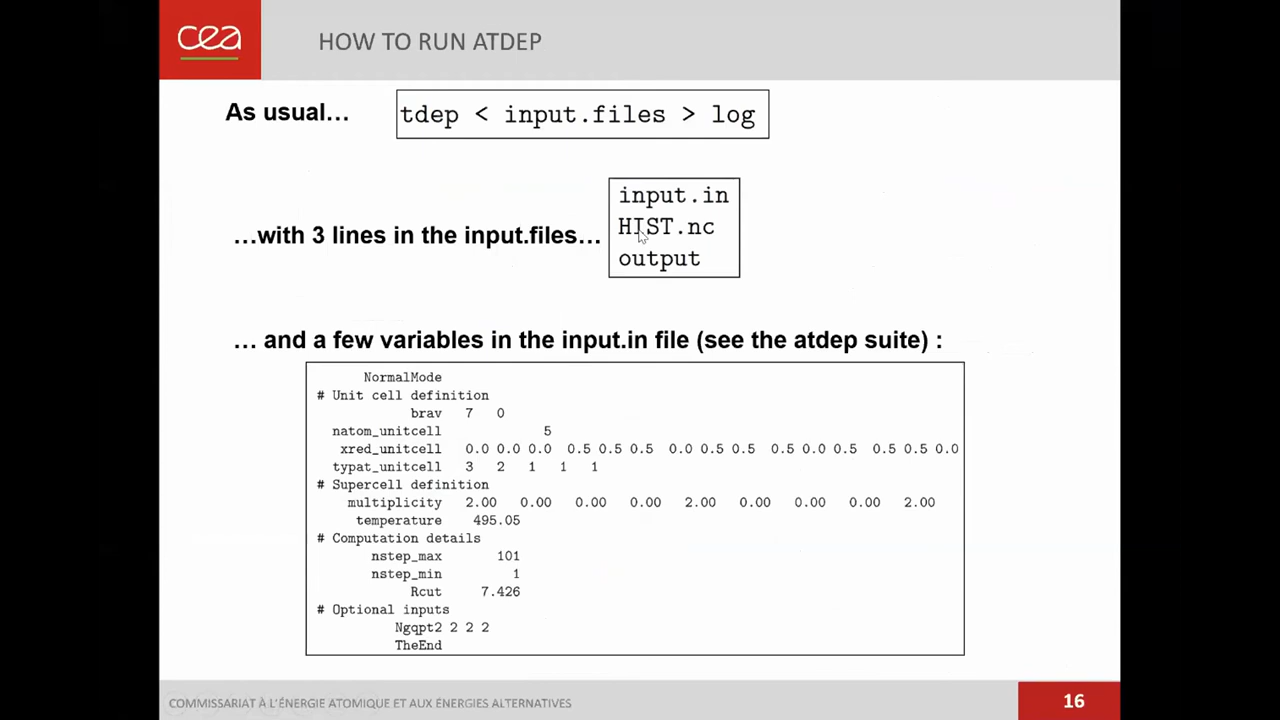 cea
HOW TO RUN ATDEP
As usual...
tdep < input.files > log
...with 3 lines in the input.files...
input.in
HIST.nc
output
... and a few variables in the input.in file (see the atdep suite) :
NormalMode
# Unit cell definition
brav 7 0
natom_unitcell 5
xred_unitcell 0.0 0.0 0.0 0.5 0.5 0.5 0.0 0.5 0.5 0.5 0.0 0.5 0.5 0.5 0.0
typat_unitcell 3 2 1 1 1
# Supercell definition
multiplicity 2.00 0.00 0.00 0.00 2.00 0.00 0.00 0.00 2.00
temperature 495.05
# Computation details
nstep_max 101
nstep_min 1
Rcut 7.426
# Optional inputs
Ngqpt2 2 2 2
TheEnd
COMMISSARIAT À L'ÉNERGIE ATOMIQUE ET AUX ÉNERGIES ALTERNATIVES
16